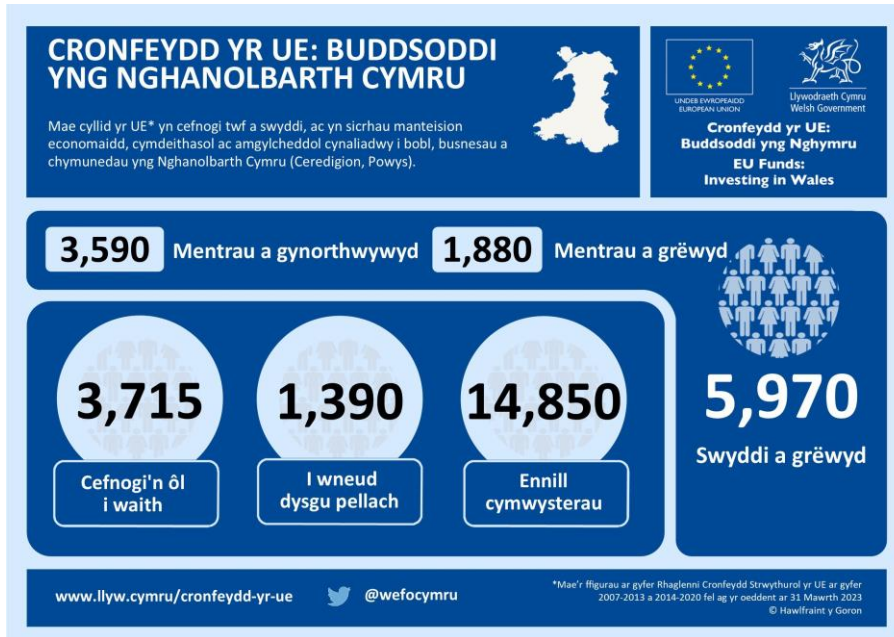 CRONFEYDD YR UE: BUDDSODDI
YNG NGHANOLBARTH CYMRU
Mae cyllid yr UE* yn cefnogi twf a swyddi, ac yn sicrhau manteision
economaidd, cymdeithasol ac amgylcheddol cynaliadwy i bobl, busnesau a
chymunedau yng Nghanolbarth Cymru (Ceredigion, Powys).
UNDEB EWROPEAIDD
EUROPEAN UNION
Llywodraeth Cymru
Welsh Government
Cronfeydd yr UE:
Buddsoddi yng Nghymru
EU Funds:
Investing in Wales
3,590 Mentrau a gynorthwywyd
1,880 Mentrau a grëwyd
3,715
Cefnogi'n ôl
i waith
1,390
I wneud
dysgu pellach
14,850
Ennill
cymwysterau
5,970
Swyddi a grëwyd
www.llyw.cymru/cronfeydd-yr-ue
@wefocymru
*Mae'r ffigurau ar gyfer Rhaglenni Cronfeydd Strwythurol yr UE ar gyfer
2007-2013 a 2014-2020 fel ag yr oeddent ar 31 Mawrth 2023
© Hawlfraint y Goron